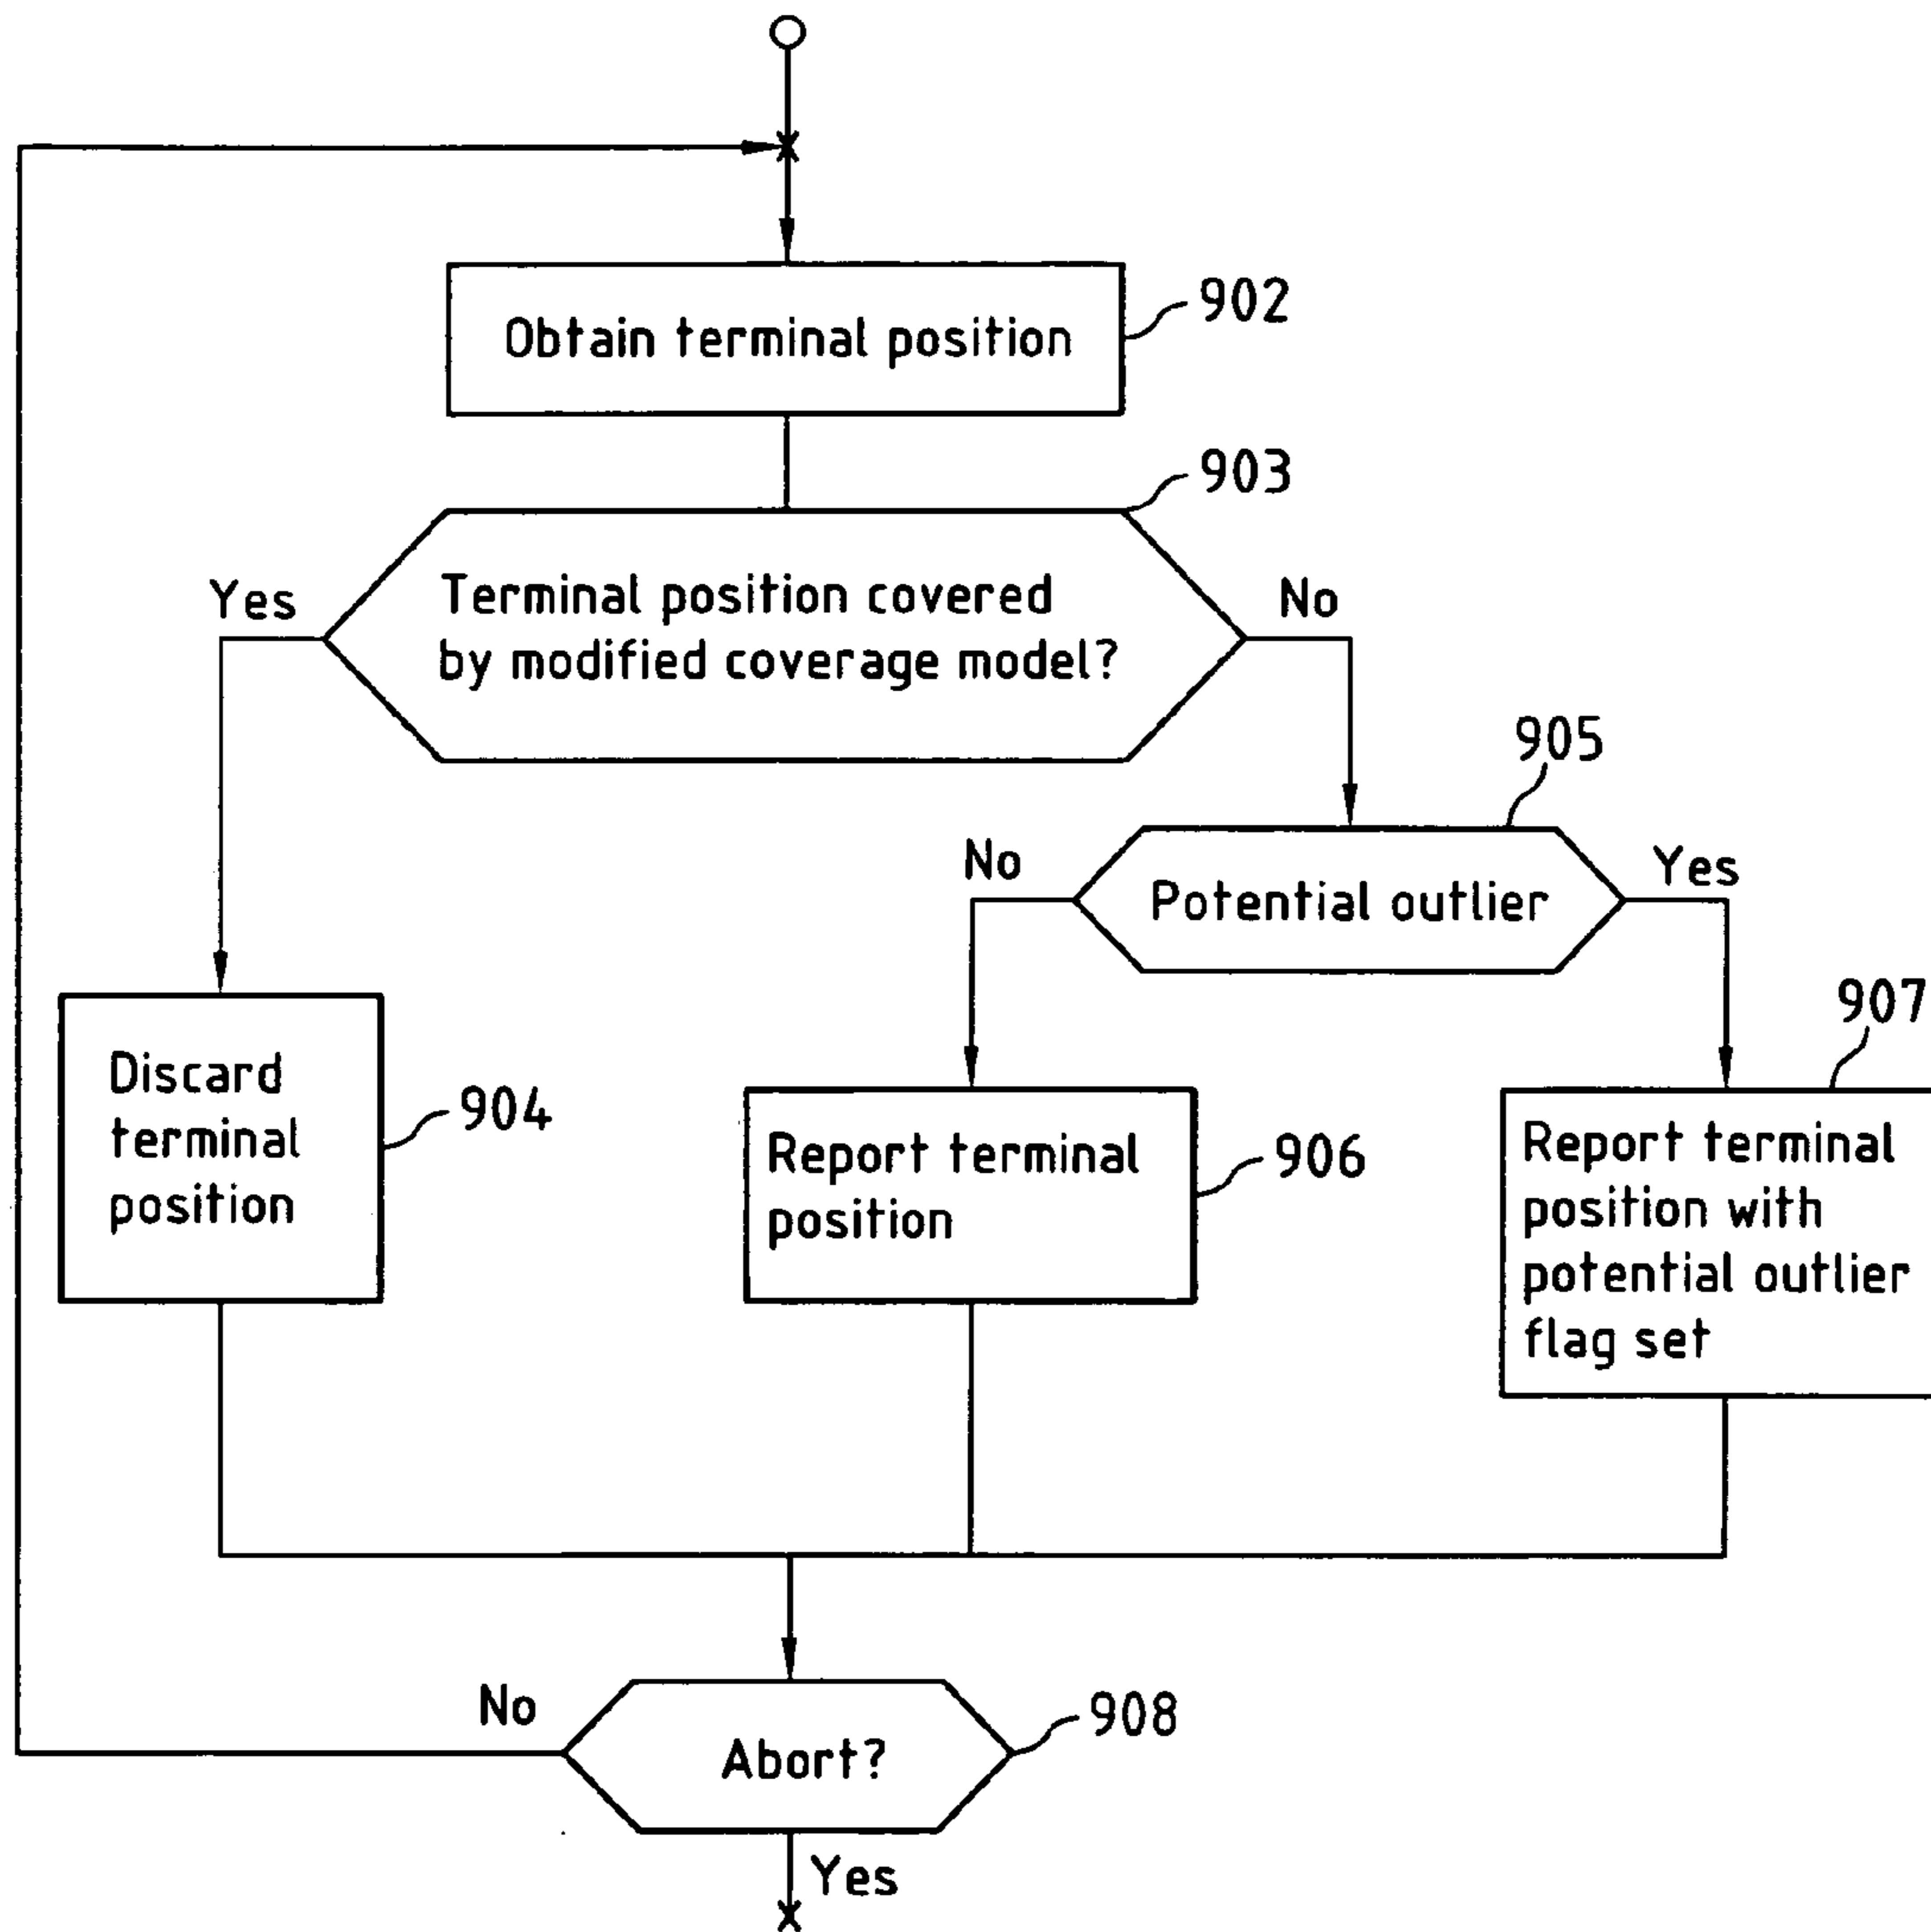 Obtain terminal position
902
903
Yes
Terminal position covered
by modified coverage model?
No
905
No
Potential outlier
Yes
907
Discard
terminal
position
904
Report terminal
position
906
Report terminal
position with
potential outlier
flag set
No
Abort?
908
Yes